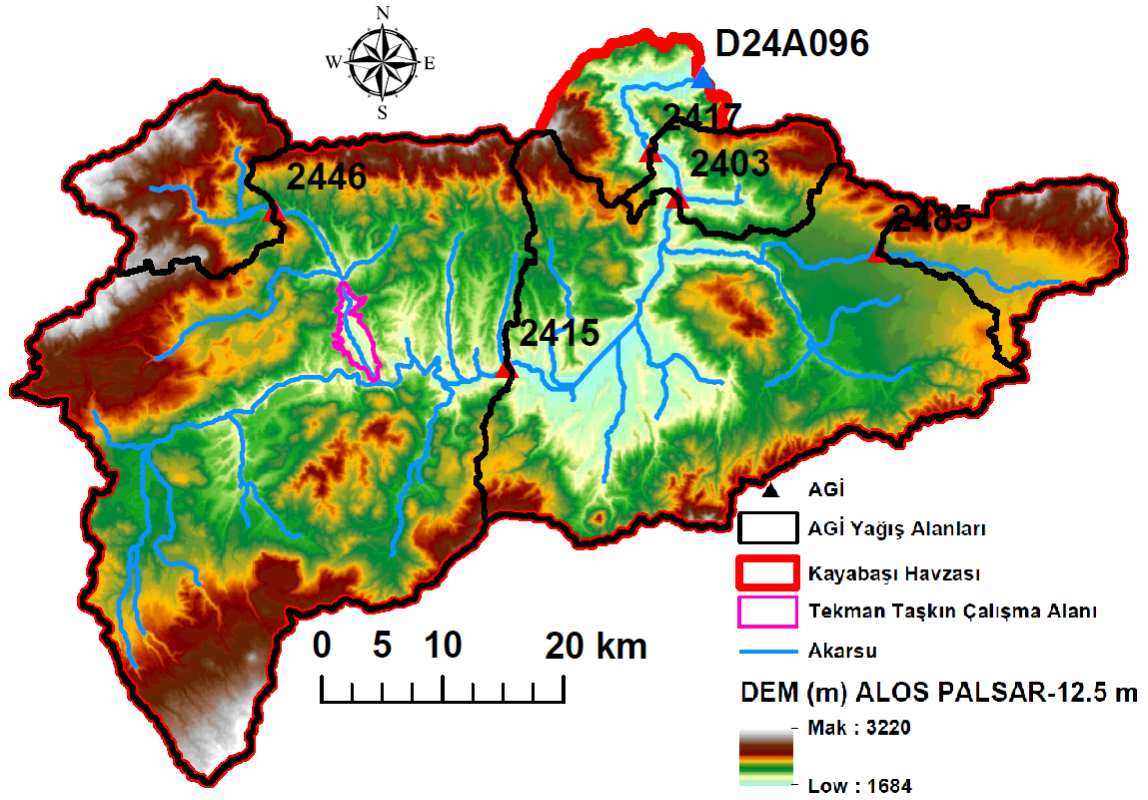 D24A096
N
W E
S
2417
2403
2446
2485
2415
AGİ
AGİ Yağış Alanları
Kayabaşı Havzası
Tekman Taşkın Çalışma Alanı
Akarsu
0 5 10 20 km
DEM (m) ALOS PALSAR-12.5 m
Mak : 3220
Low : 1684